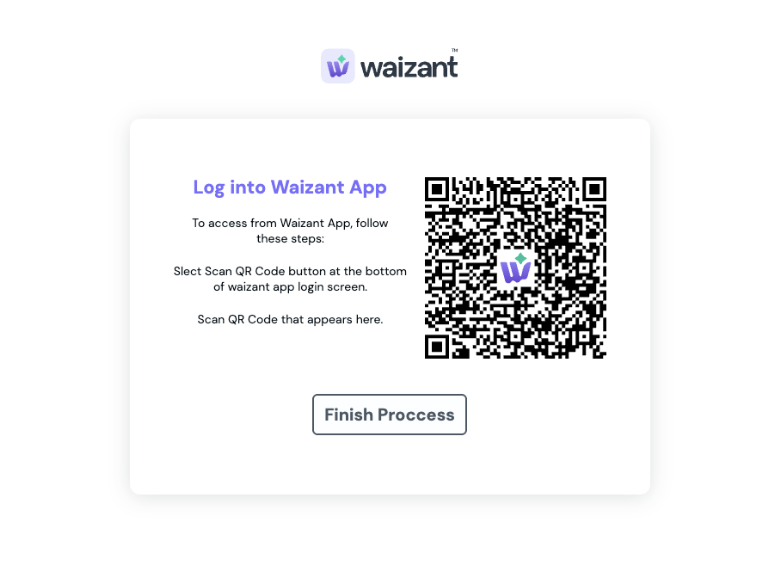 waizant™
Log into Waizant App
To access from Waizant App, follow
these steps:
Slect Scan QR Code button at the bottom
of waizant app login screen.
Scan QR Code that appears here.
Finish Proccess